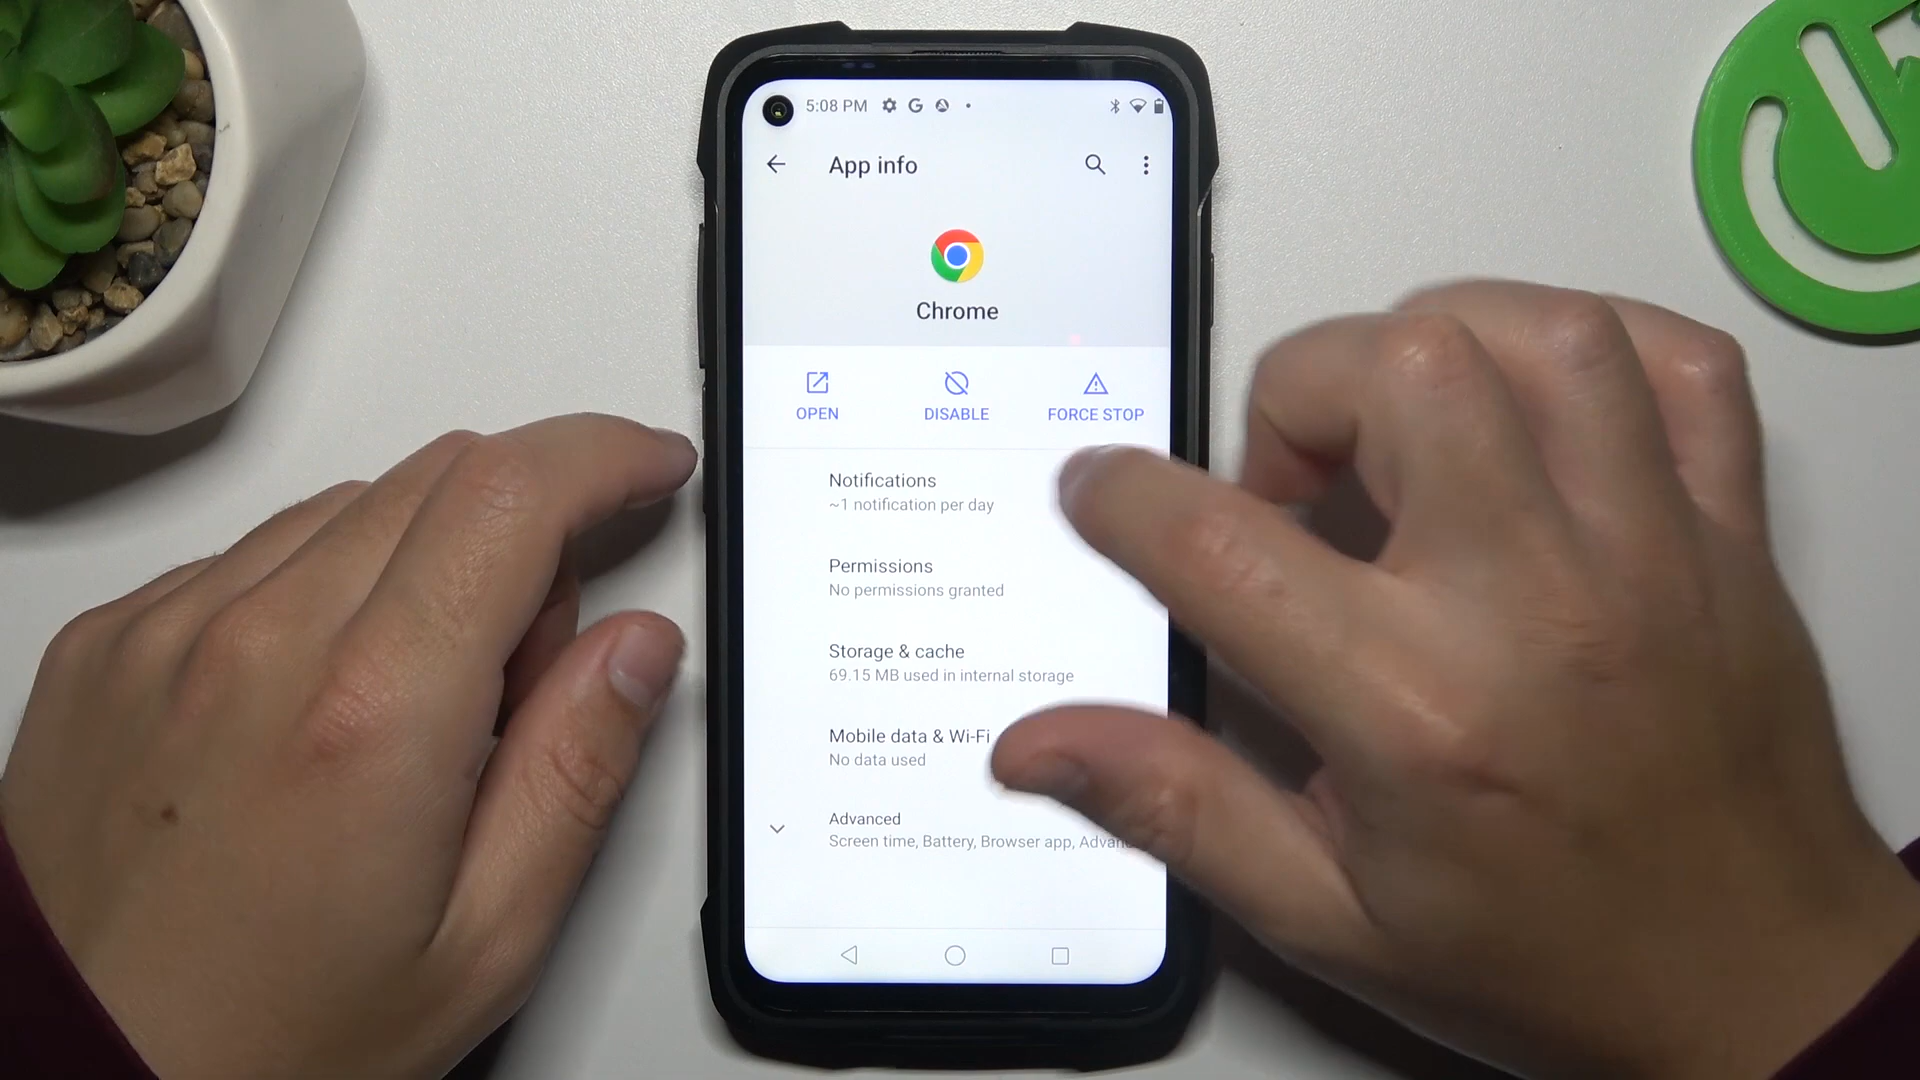 5:08 PM
App info
Chrome
OPEN
DISABLE
FORCE STOP
Notifications
~1 notification per day
Permissions
No permissions granted
Storage & cache
69.15 MB used in internal storage
Mobile data & Wi-Fi
No data used
Advanced
Screen time, Battery, Browser app,